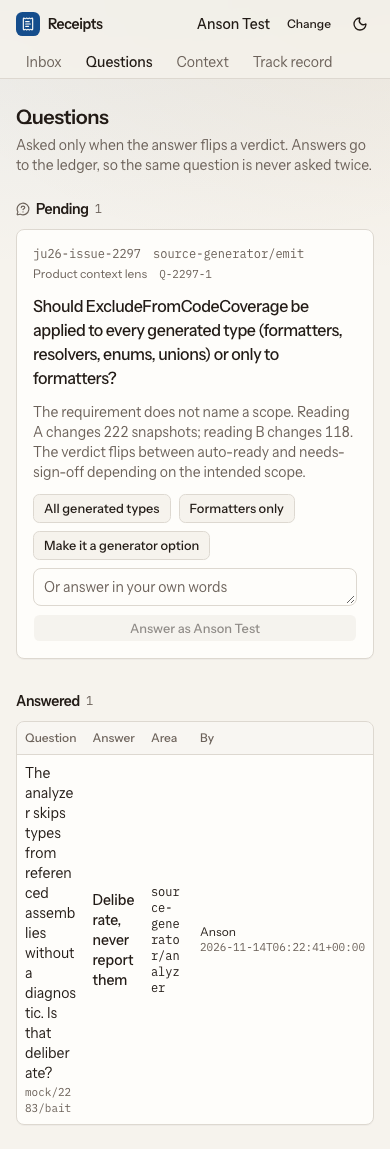 Receipts
Anson Test
Change
Inbox
Questions
Context
Track record
Questions
Asked only when the answer flips a verdict. Answers go
to the ledger, so the same question is never asked twice.
Pending 1
ju26-issue-2297 source-generator/emit
Product context lens Q-2297-1
Should ExcludeFromCodeCoverage be
applied to every generated type (formatters,
resolvers, enums, unions) or only to
formatters?
The requirement does not name a scope. Reading
A changes 222 snapshots; reading B changes 118.
The verdict flips between auto-ready and needs-
sign-off depending on the intended scope.
All generated types
Formatters only
Make it a generator option
Or answer in your own words
Answer as Anson Test
Answered 1
Question Answer Area By
The
analyze
r skips
types
from
referen
ced
assemb
lies
without
a
diagnos
tic. Is
that
deliber
ate?
mock/22
83/bait
Delibe
rate,
never
report
them
sour
ce-
gene
rato
r/an
alyz
er
Anson
2026-11-14T06:22:41+00:00